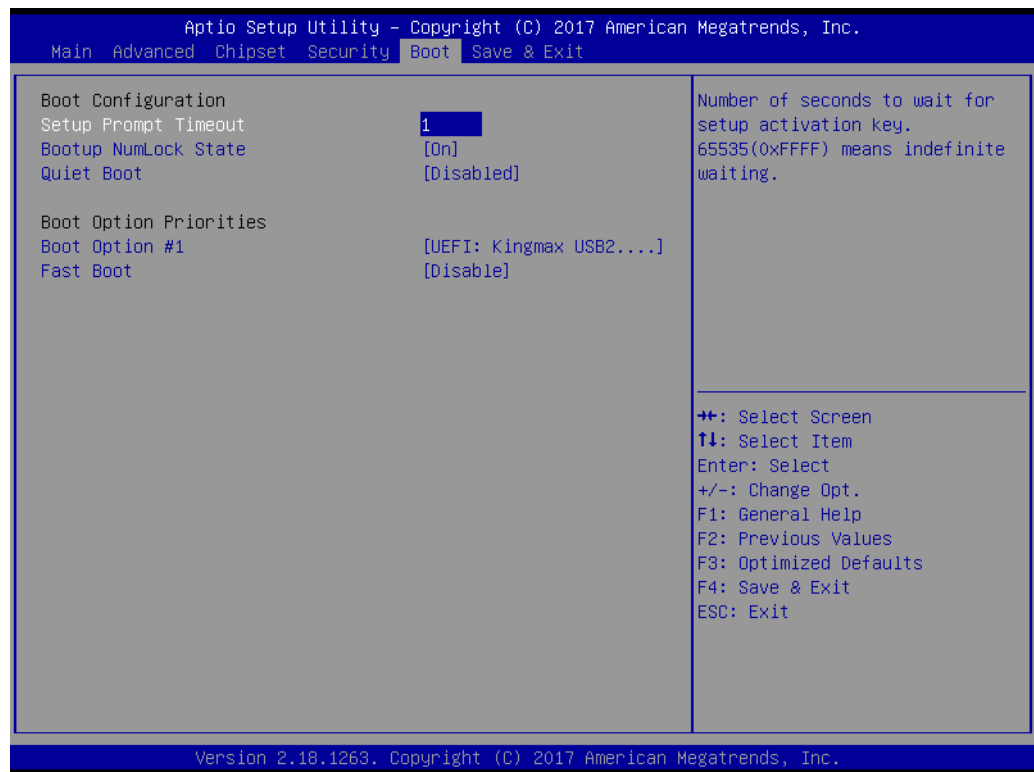 Aptio Setup Utility – Copyright (C) 2017 American Megatrends, Inc.
Main Advanced Chipset Security Boot Save & Exit
Boot Configuration
Setup Prompt Timeout 1
Bootup NumLock State [On]
Quiet Boot [Disabled]
Boot Option Priorities
Boot Option #1 [UEFI: Kingmax USB2....]
Fast Boot [Disable]
Number of seconds to wait for
setup activation key.
65535(0xFFFF) means indefinite
waiting.
→←: Select Screen
↑↓: Select Item
Enter: Select
+/-: Change Opt.
F1: General Help
F2: Previous Values
F3: Optimized Defaults
F4: Save & Exit
ESC: Exit
Version 2.18.1263. Copyright (C) 2017 American Megatrends, Inc.